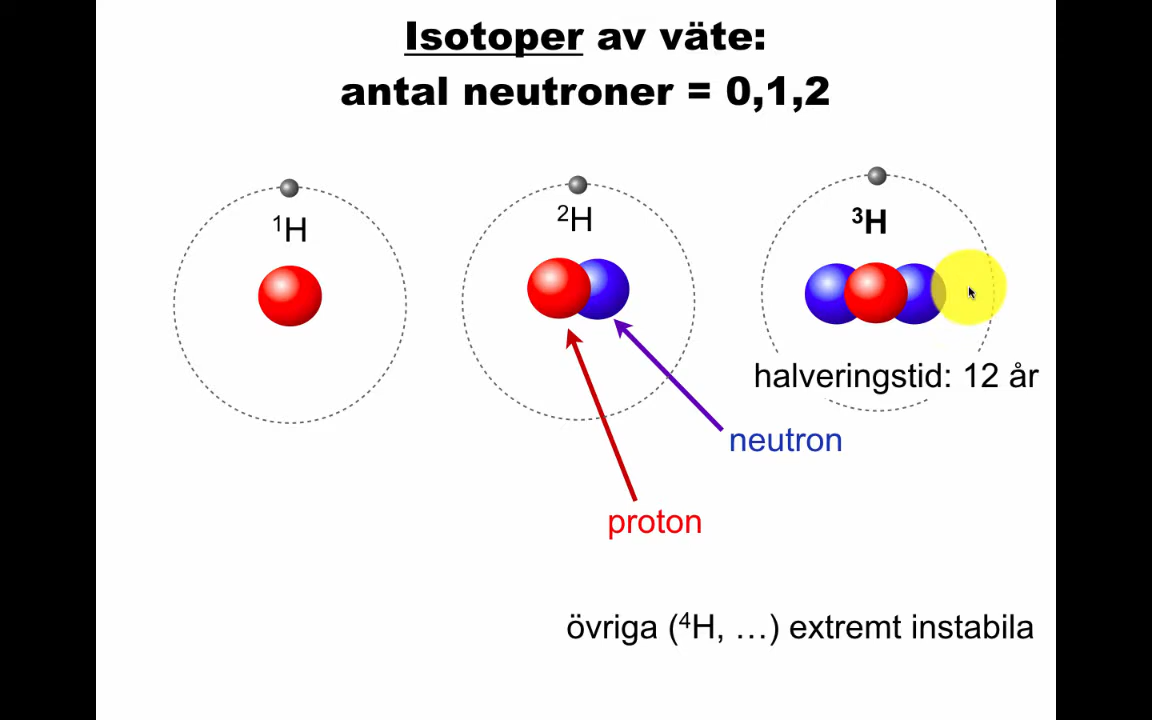 Isotoper av väte:
antal neutroner = 0,1,2
¹H
²H
³H
halveringstid: 12 år
neutron
proton
övriga (⁴H, …) extremt instabila